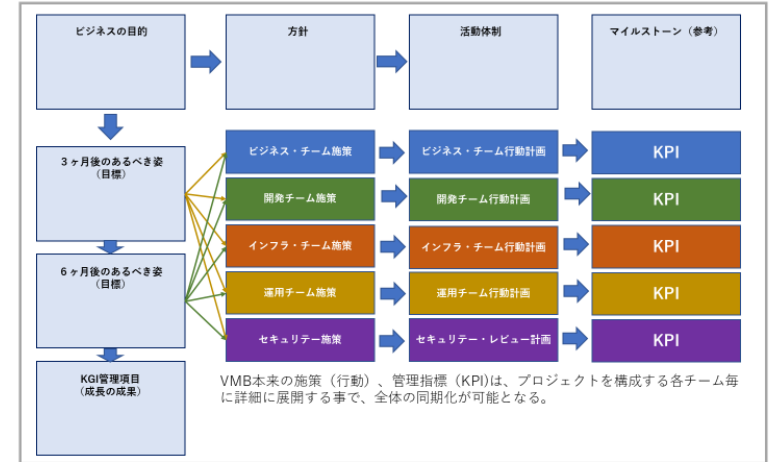 ビジネスの目的
方針
活動体制
マイルストーン（参考）
3ヶ月後のあるべき姿
（目標）
ビジネス・チーム施策
ビジネス・チーム行動計画
KPI
開発チーム施策
開発チーム行動計画
KPI
インフラ・チーム施策
インフラ・チーム行動計画
KPI
6ヶ月後のあるべき姿
（目標）
運用チーム施策
運用チーム行動計画
KPI
セキュリテー施策
セキュリテー・レビュー計画
KPI
KGI管理項目
（成長の成果）
VMB本来の施策（行動）、管理指標（KPI)は、プロジェクトを構成する各チーム毎
に詳細に展開する事で、全体の同期化が可能となる。